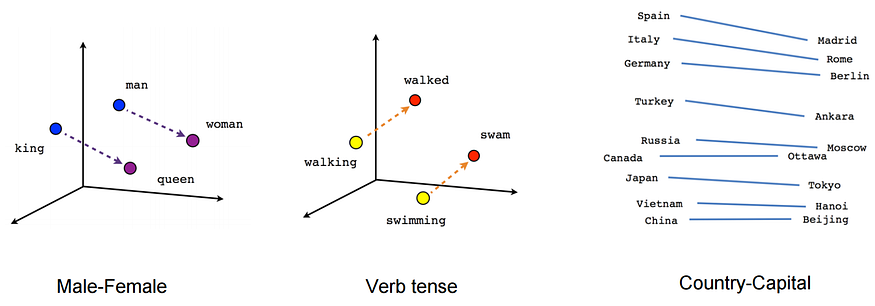 man
woman
king
queen
Male-Female
walked
swam
walking
swimming
Verb tense
Spain
Madrid
Italy
Rome
Germany
Berlin
Turkey
Ankara
Russia
Moscow
Canada
Ottawa
Japan
Tokyo
Vietnam
Hanoi
China
Beijing
Country-Capital